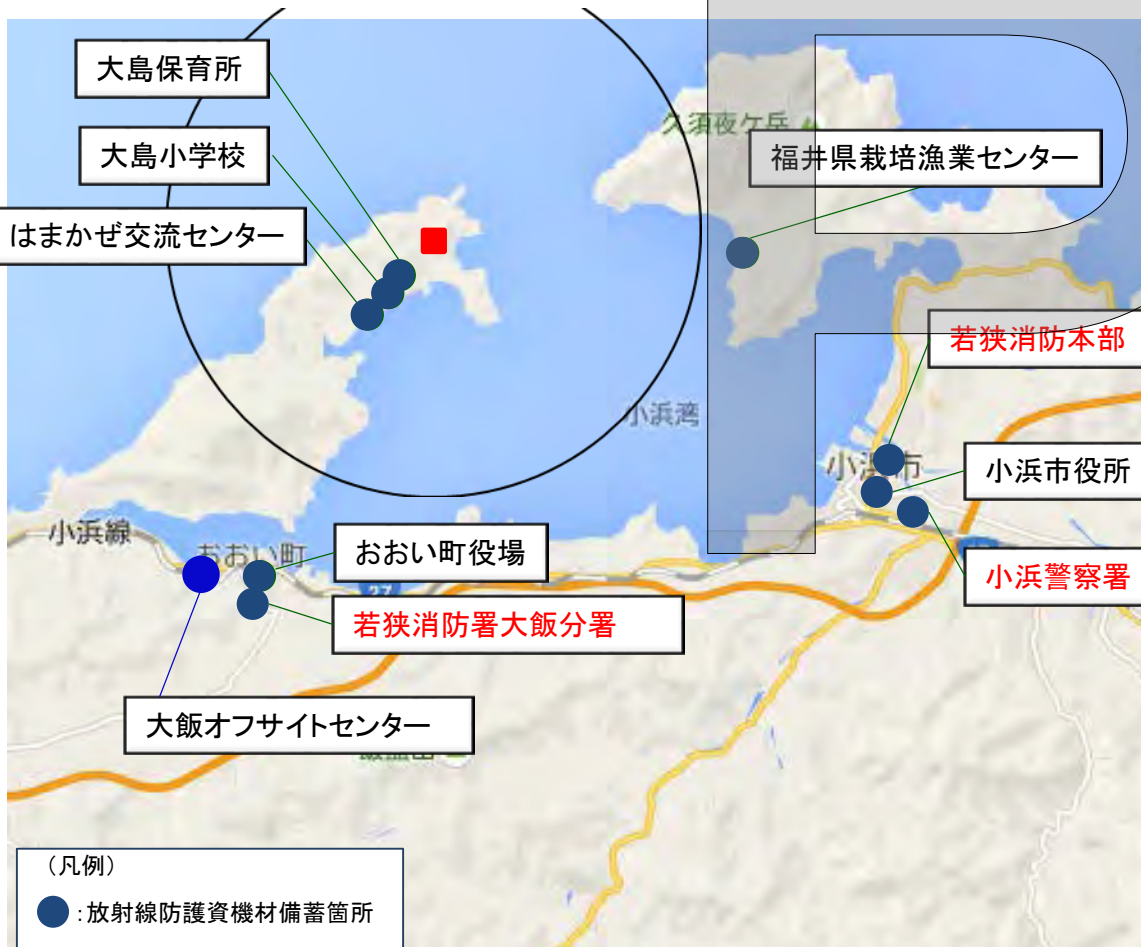 大島保育所
久須夜ケ岳
大島小学校
福井県栽培漁業センター
はまかぜ交流センター
若狭消防本部
小浜湾
小浜市
小浜市役所
小浜線
おおい町
おおい町役場
27
小浜警察署
若狭消防署大飯分署
大飯オフサイトセンター
(凡例)
:放射線防護資機材備蓄箇所